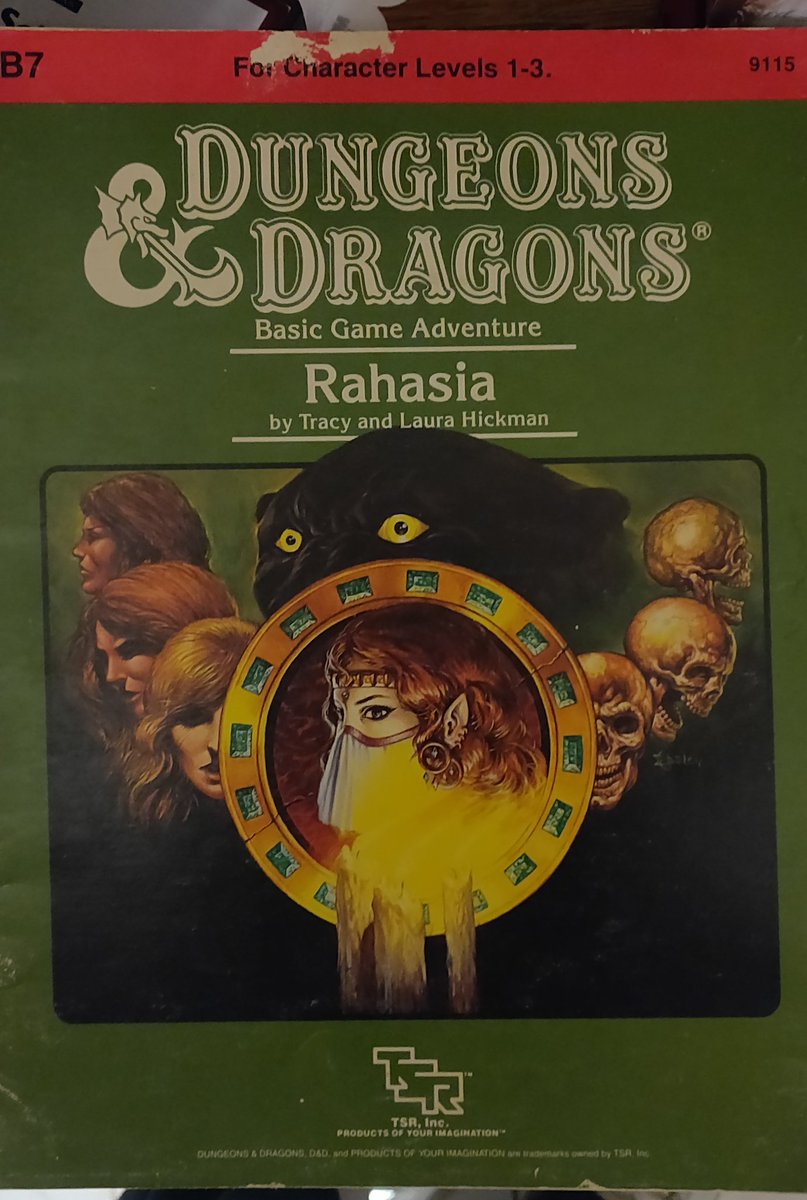 B7
For Character Levels 1-3.
9115
DUNGEONS
& DRAGONS®
Basic Game Adventure
Rahasia
by Tracy and Laura Hickman
TSR™
TSR, Inc.
PRODUCTS OF YOUR IMAGINATION™
DUNGEONS & DRAGONS, D&D, and PRODUCTS OF YOUR IMAGINATION are trademarks owned by TSR, Inc.